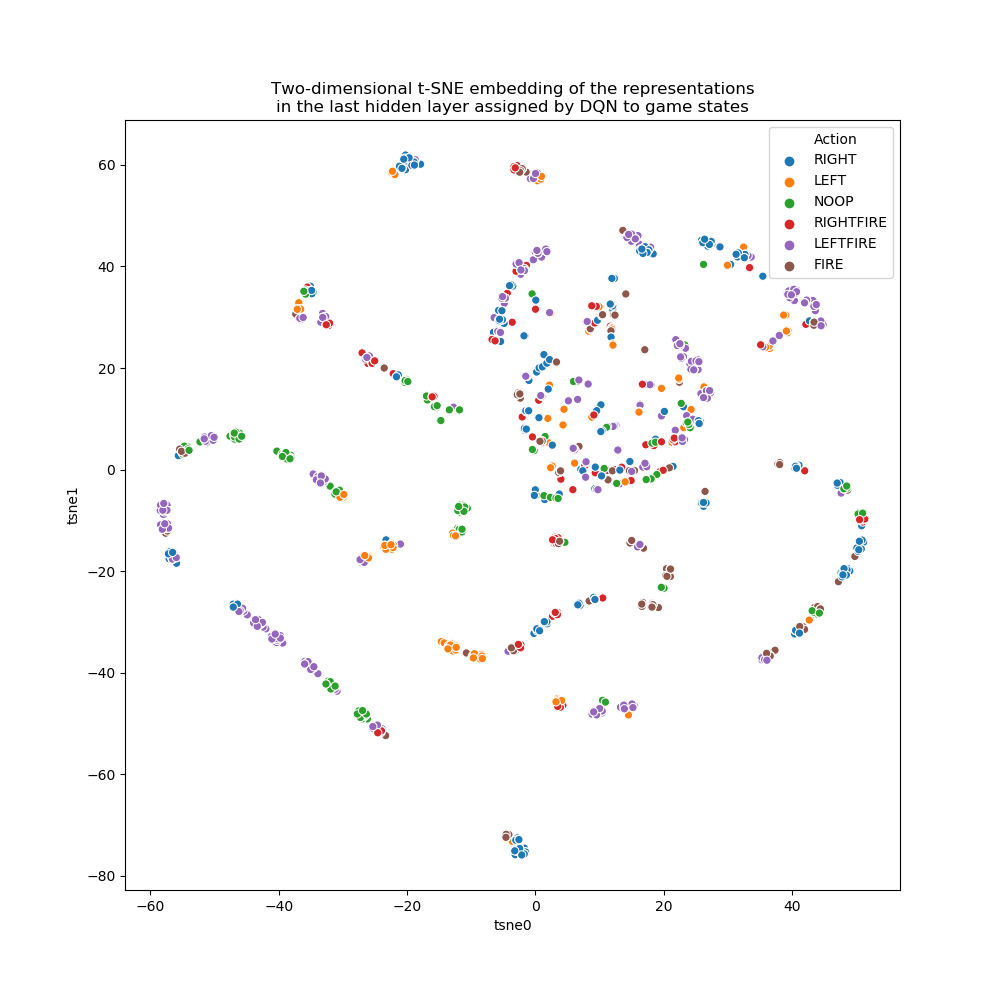 Two-dimensional t-SNE embedding of the representations
in the last hidden layer assigned by DQN to game states
Action
RIGHT
LEFT
NOOP
RIGHTFIRE
LEFTFIRE
FIRE
60
40
20
0
−20
−40
−60
−80
tsne1
−60
−40
−20
0
20
40
tsne0